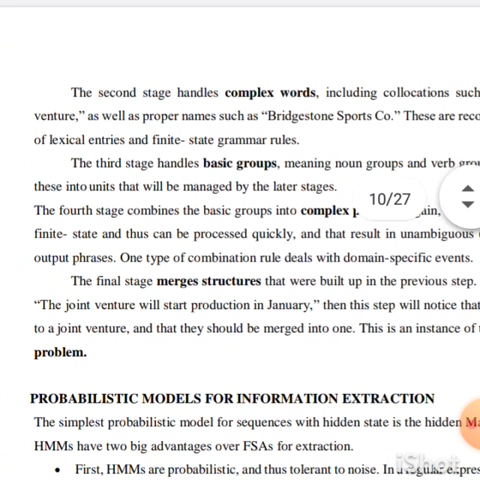 The second stage handles complex words, including collocations such
venture,” as well as proper names such as “Bridgestone Sports Co.” These are
of lexical entries and finite- state grammar rules.
The third stage handles basic groups, meaning noun groups and verb
these into units that will be managed by the later stages.
10/27
The fourth stage combines the basic groups into complex
finite- state and thus can be processed quickly, and that result in unambiguous
output phrases. One type of combination rule deals with domain-specific events.
The final stage merges structures that were built up in the previous step.
“The joint venture will start production in January,” then this step will notice that
to a joint venture, and that they should be merged into one. This is an instance of
problem.
PROBABILISTIC MODELS FOR INFORMATION EXTRACTION
The simplest probabilistic model for sequences with hidden state is the hidden
HMMs have two big advantages over FSAs for extraction.
• First, HMMs are probabilistic, and thus tolerant to noise. In a regular
iShot